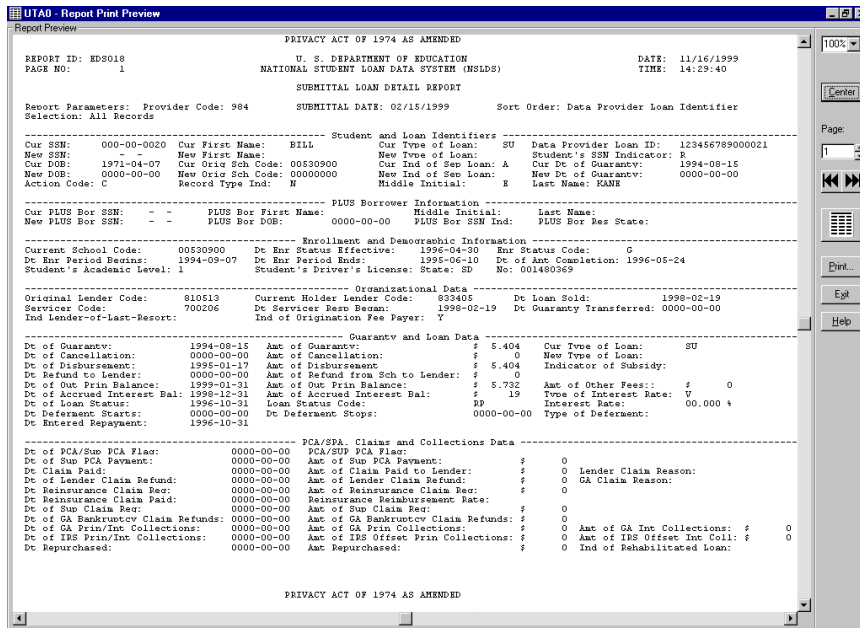 UTA0 - Report Print Preview
Report Preview
PRIVACY ACT OF 1974 AS AMENDED
100%
REPORT ID: EDS018 U. S. DEPARTMENT OF EDUCATION DATE: 11/16/1999
PAGE NO: 1 NATIONAL STUDENT LOAN DATA SYSTEM (NSLDS) TIME: 14:29:40
SUBMITTAL LOAN DETAIL REPORT
Center
Report Parameters: Provider Code: 984 SUBMITTAL DATE: 02/15/1999 Sort Order: Data Provider Loan Identifier
Selection: All Records
Page:
1
---------- Student and Loan Identifiers ----------
Cur SSN: 000-00-0020 Cur First Name: BILL Cur Type of Loan: SU Data Provider Loan ID: 123456789000021
New SSN: - - New First Name: New Type of Loan: Student's SSN Indicator: R
Cur DOB: 1971-04-07 Cur Orig Sch Code: 00530900 Cur Ind of Sep Loan: A Cur Dt of Guaranty: 1994-08-15
New DOB: 0000-00-00 New Orig Sch Code: 00000000 New Ind of Sep Loan: New Dt of Guaranty: 0000-00-00
Action Code: C Record Type Ind: N Middle Initial: E Last Name: KANE
---------- PLUS Borrower Information ----------
Cur PLUS Bor SSN: - - PLUS Bor First Name: Middle Initial: Last Name:
New PLUS Bor SSN: - - PLUS Bor DOB: 0000-00-00 PLUS Bor SSN Ind: PLUS Bor Res State:
---------- Enrollment and Demographic Information ----------
Current School Code: 00530900 Dt Enr Status Effective: 1996-04-30 Enr Status Code: G
Dt Enr Period Begins: 1994-09-07 Dt Enr Period Ends: 1995-06-10 Dt of Ant Completion: 1996-05-24
Student's Academic Level: 1 Student's Driver's License: State: SD No: 001480369
Print...
---------- Organizational Data ----------
Original Lender Code: 810513 Current Holder Lender Code: 833405 Dt Loan Sold: 1998-02-19
Servicer Code: 700206 Dt Servicer Resp Began: 1998-02-19 Dt Guaranty Transferred: 0000-00-00
Ind Lender-of-Last-Resort: Ind of Origination Fee Payer: Y
Exit
Help
---------- Guaranty and Loan Data ----------
Dt of Guaranty: 1994-08-15 Amt of Guaranty: $ 5,404 Cur Type of Loan: SU
Dt of Cancellation: 0000-00-00 Amt of Cancellation: $ 0 New Type of Loan:
Dt of Disbursement: 1995-01-17 Amt of Disbursement $ 5,404 Indicator of Subsidy:
Dt Refund to Lender: 0000-00-00 Amt of Refund from Sch to Lender: $ 0
Dt of Out Prin Balance: 1999-01-31 Amt of Out Prin Balance: $ 5,732 Amt of Other Fees:: $ 0
Dt of Accrued Interest Bal: 1998-12-31 Amt of Accrued Interest Bal: $ 19 Type of Interest Rate: V
Dt of Loan Status: 1996-10-31 Loan Status Code: RP Interest Rate: 00.000 %
Dt Deferment Starts: 0000-00-00 Dt Deferment Stops: 0000-00-00 Type of Deferment:
Dt Entered Repayment: 1996-10-31
---------- PCA/SPA, Claims and Collections Data ----------
Dt of PCA/Sup PCA Flag: 0000-00-00 PCA/SUP PCA Flag:
Dt of Sup PCA Payment: 0000-00-00 Amt of Sup PCA Payment: $ 0
Dt Claim Paid: 0000-00-00 Amt of Claim Paid to Lender: $ 0 Lender Claim Reason:
Dt of Lender Claim Refund: 0000-00-00 Amt of Lender Claim Refund: $ 0 GA Claim Reason:
Dt Reinsurance Claim Req: 0000-00-00 Amt of Reinsurance Claim Req: $ 0
Dt Reinsurance Claim Paid: 0000-00-00 Reinsurance Reimbursement Rate:
Dt of Sup Claim Req: 0000-00-00 Amt of Sup Claim Req: $ 0
Dt of GA Bankruptcy Claim Refunds: 0000-00-00 Amt of GA Bankruptcy Claim Refunds: $ 0
Dt of GA Prin/Int Collections: 0000-00-00 Amt of GA Prin Collections: $ 0 Amt of GA Int Collections: $ 0
Dt of IRS Prin/Int Collections: 0000-00-00 Amt of IRS Offset Prin Collections: $ 0 Amt of IRS Offset Int Coll: $ 0
Dt Repurchased: 0000-00-00 Amt Repurchased: $ 0 Ind of Rehabilitated Loan:
PRIVACY ACT OF 1974 AS AMENDED